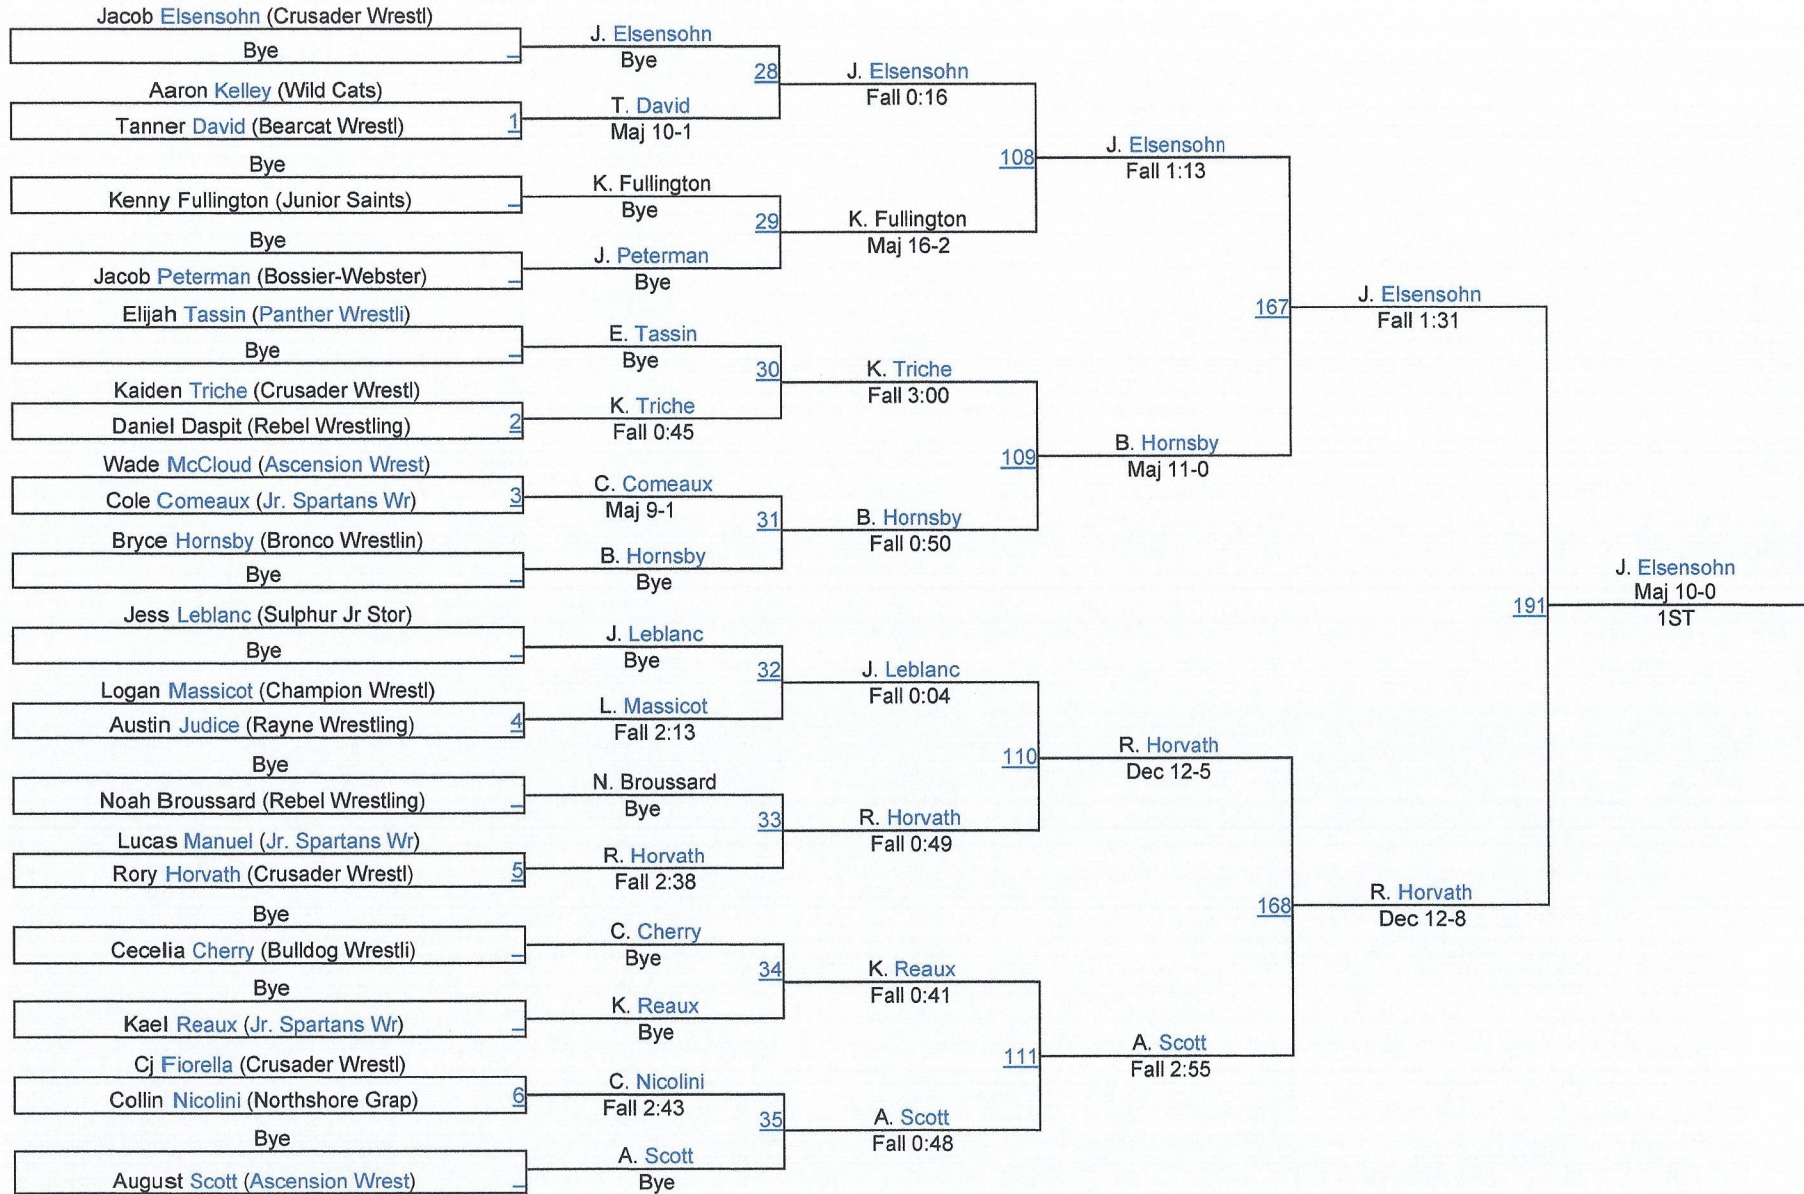 Jacob Elsensohn (Crusader Wrestl)
Bye
Aaron Kelley (Wild Cats)
Tanner David (Bearcat Wrestl)
1
Bye
Kenny Fullington (Junior Saints)
Bye
Jacob Peterman (Bossier-Webster)
Elijah Tassin (Panther Wrestli)
Bye
Kaiden Triche (Crusader Wrestl)
Daniel Daspit (Rebel Wrestling)
2
Wade McCloud (Ascension Wrest)
Cole Comeaux (Jr. Spartans Wr)
3
Bryce Hornsby (Bronco Wrestlin)
Bye
Jess Leblanc (Sulphur Jr Stor)
Bye
Logan Massicot (Champion Wrestl)
Austin Judice (Rayne Wrestling)
4
Bye
Noah Broussard (Rebel Wrestling)
Lucas Manuel (Jr. Spartans Wr)
Rory Horvath (Crusader Wrestl)
5
Bye
Cecelia Cherry (Bulldog Wrestli)
Bye
Kael Reaux (Jr. Spartans Wr)
Cj Fiorella (Crusader Wrestl)
Collin Nicolini (Northshore Grap)
6
Bye
August Scott (Ascension Wrest)
J. Elsensohn
Bye
28
T. David
Maj 10-1
K. Fullington
Bye
29
J. Peterman
Bye
E. Tassin
Bye
30
K. Triche
Fall 0:45
C. Comeaux
Maj 9-1
31
B. Hornsby
Bye
J. Leblanc
Bye
32
L. Massicot
Fall 2:13
N. Broussard
Bye
33
R. Horvath
Fall 2:38
C. Cherry
Bye
34
K. Reaux
Bye
C. Nicolini
Fall 2:43
35
A. Scott
Bye
J. Elsensohn
Fall 0:16
108
K. Fullington
Maj 16-2
K. Triche
Fall 3:00
109
B. Hornsby
Fall 0:50
J. Leblanc
Fall 0:04
110
R. Horvath
Fall 0:49
K. Reaux
Fall 0:41
111
A. Scott
Fall 0:48
J. Elsensohn
Fall 1:13
167
B. Hornsby
Maj 11-0
R. Horvath
Dec 12-5
168
A. Scott
Fall 2:55
J. Elsensohn
Fall 1:31
191
R. Horvath
Dec 12-8
J. Elsensohn
Maj 10-0
1ST